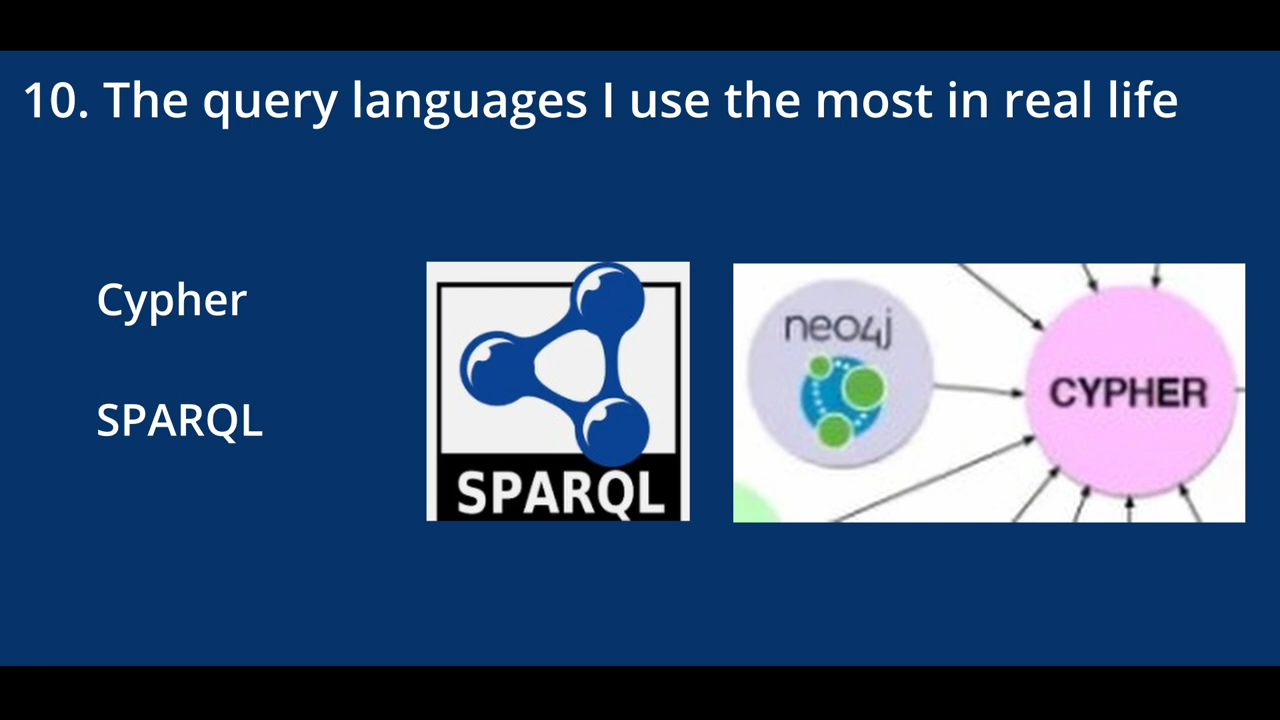 10. The query languages I use the most in real life
Cypher
SPARQL
SPARQL
neo4j
CYPHER